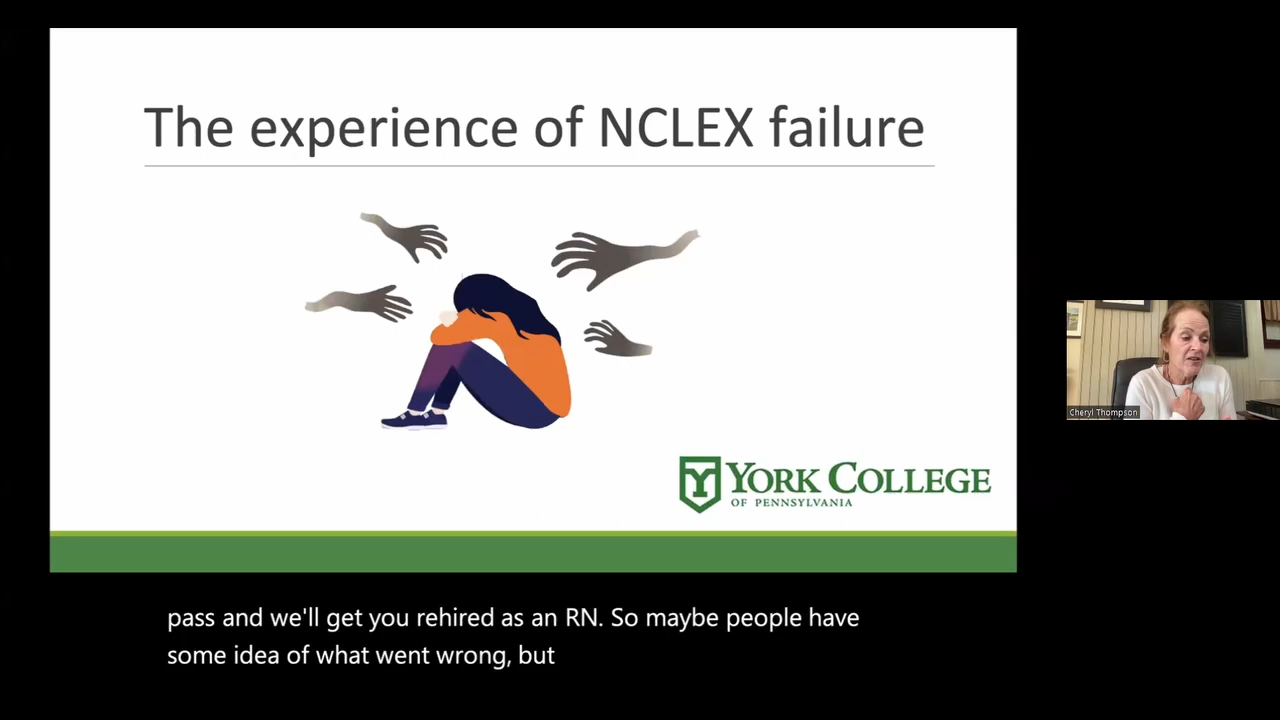 The experience of NCLEX failure
Y YORK COLLEGE
OF PENNSYLVANIA
Cheryl Thompson
pass and we'll get you rehired as an RN. So maybe people have
some idea of what went wrong, but